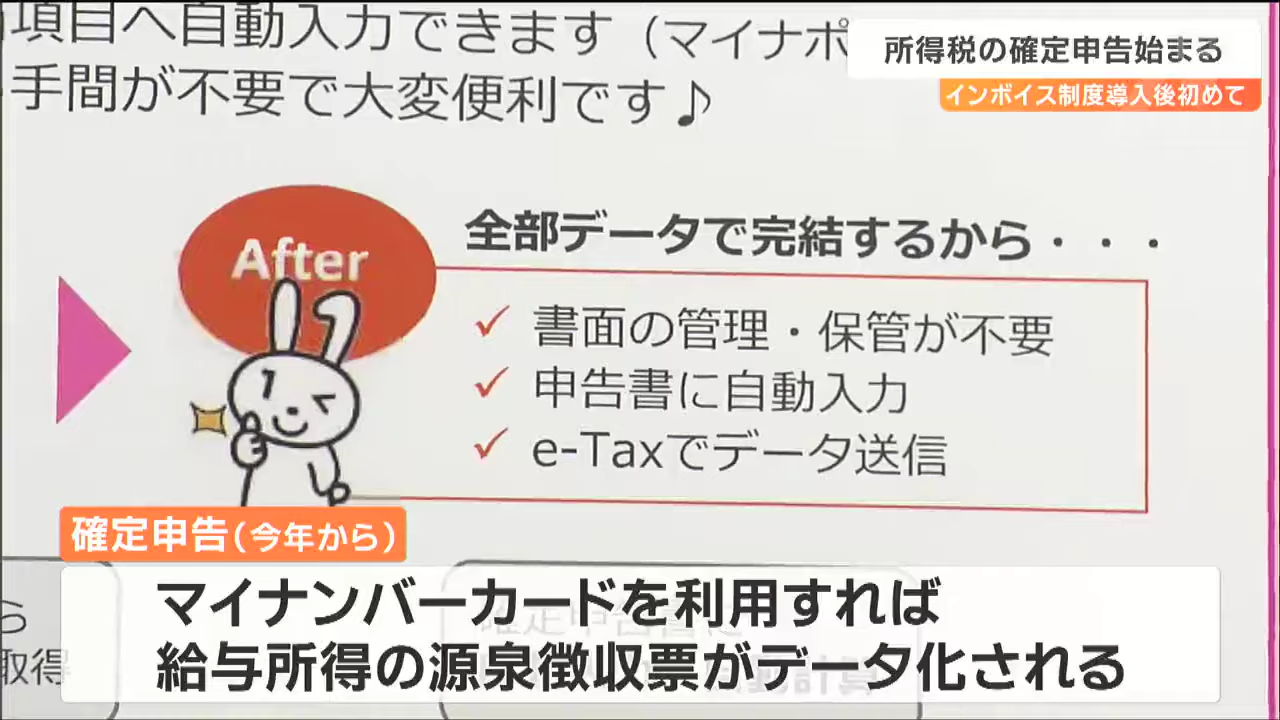 項目へ自動入力できます（マイナポ
手間が不要で大変便利です♪
所得税の確定申告始まる
インボイス制度導入後初めて
After
全部データで完結するから・・・
✓ 書面の管理・保管が不要
✓ 申告書に自動入力
✓ e-Taxでデータ送信
確定申告（今年から）
マイナンバーカードを利用すれば
給与所得の源泉徴収票がデータ化される
ら
取得